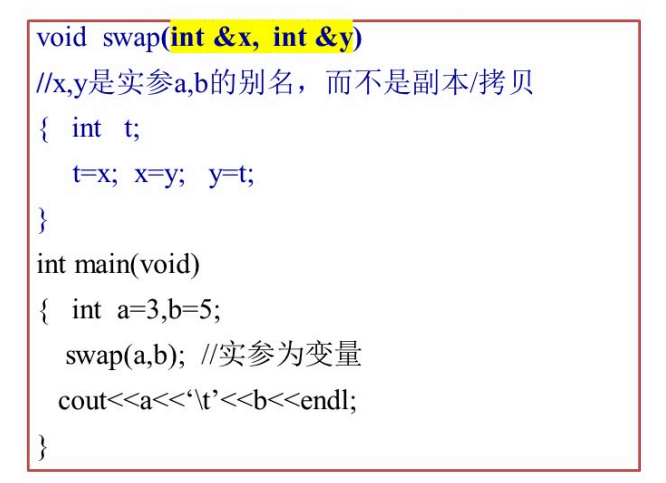 void swap(int &x, int &y)
//x,y是实参a,b的别名，而不是副本/拷贝
{ int t;
t=x; x=y; y=t;
}
int main(void)
{ int a=3,b=5;
swap(a,b); //实参为变量
cout<<a<<‘\t’<<b<<endl;
}